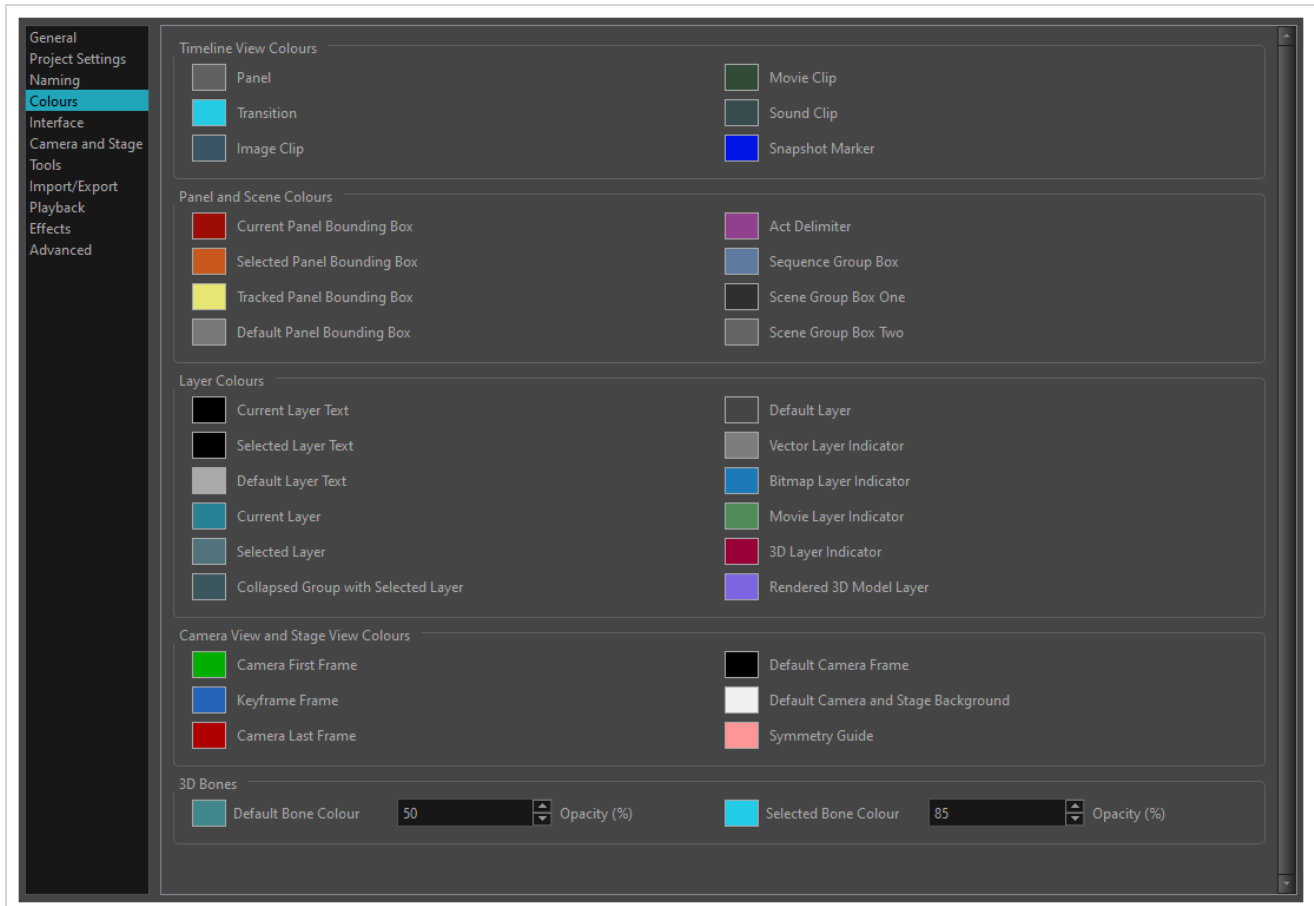 General
Project Settings
Naming
Colours
Interface
Camera and Stage
Tools
Import/Export
Playback
Effects
Advanced
Timeline View Colours
Panel
Movie Clip
Transition
Sound Clip
Image Clip
Snapshot Marker
Panel and Scene Colours
Current Panel Bounding Box
Act Delimiter
Selected Panel Bounding Box
Sequence Group Box
Tracked Panel Bounding Box
Scene Group Box One
Default Panel Bounding Box
Scene Group Box Two
Layer Colours
Current Layer Text
Default Layer
Selected Layer Text
Vector Layer Indicator
Default Layer Text
Bitmap Layer Indicator
Current Layer
Movie Layer Indicator
Selected Layer
3D Layer Indicator
Collapsed Group with Selected Layer
Rendered 3D Model Layer
Camera View and Stage View Colours
Camera First Frame
Default Camera Frame
Keyframe Frame
Default Camera and Stage Background
Camera Last Frame
Symmetry Guide
3D Bones
Default Bone Colour 50 Opacity (%)
Selected Bone Colour 85 Opacity (%)